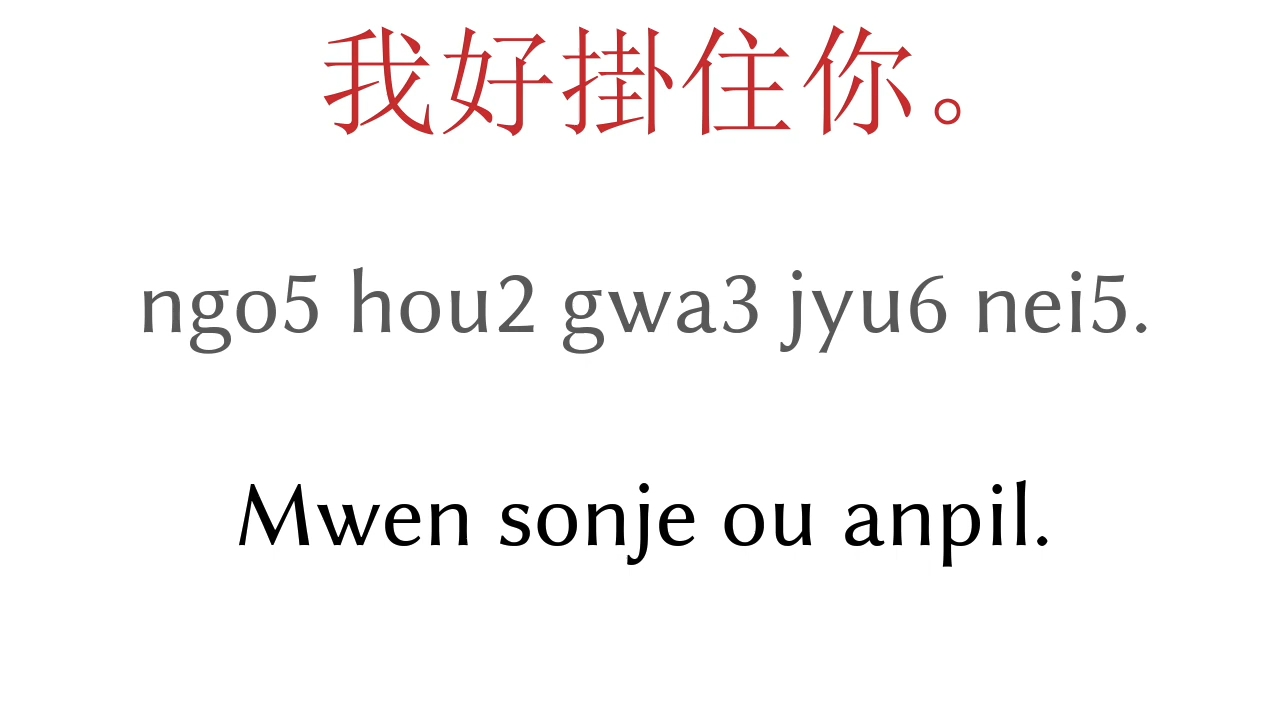 我好掛住你。
ngo5 hou2 gwa3 jyu6 nei5.
Mwen sonje ou anpil.